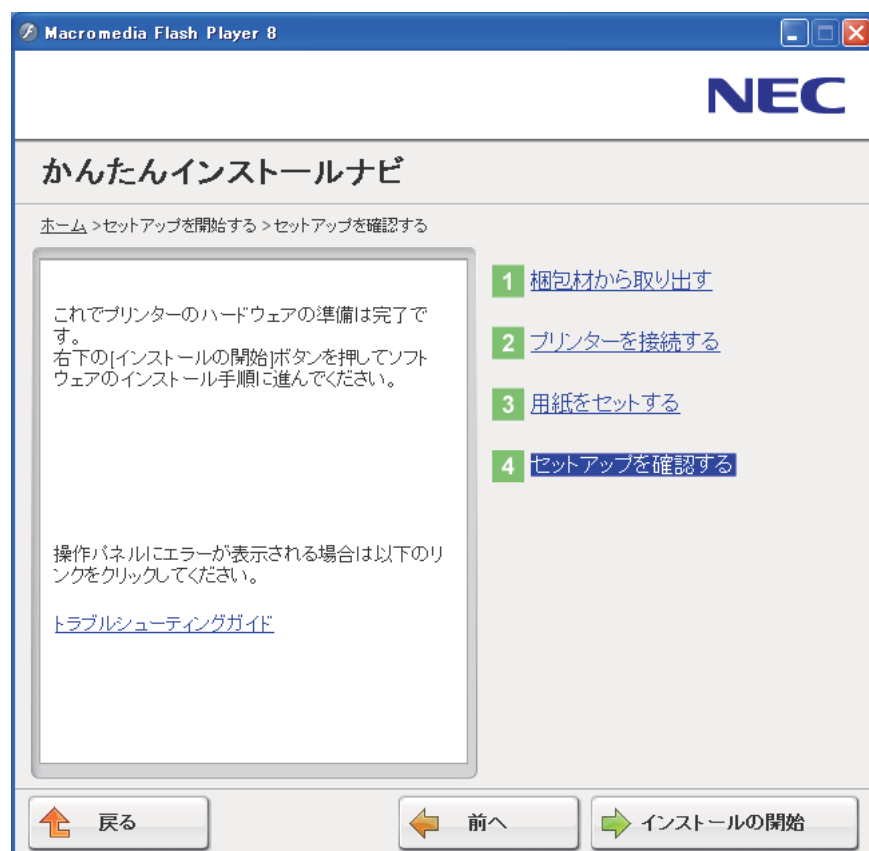 Macromedia Flash Player 8
NEC
かんたんインストールナビ
ホーム >セットアップを開始する >セットアップを確認する
これでプリンターのハードウェアの準備は完了で
す。
右下の[インストールの開始]ボタンを押してソフト
ウェアのインストール手順に進んでください。
操作パネルにエラーが表示される場合は以下のリ
ンクをクリックしてください。
トラブルシューティングガイド
1 梱包材から取り出す
2 プリンターを接続する
3 用紙をセットする
4 セットアップを確認する
戻る
前へ
インストールの開始